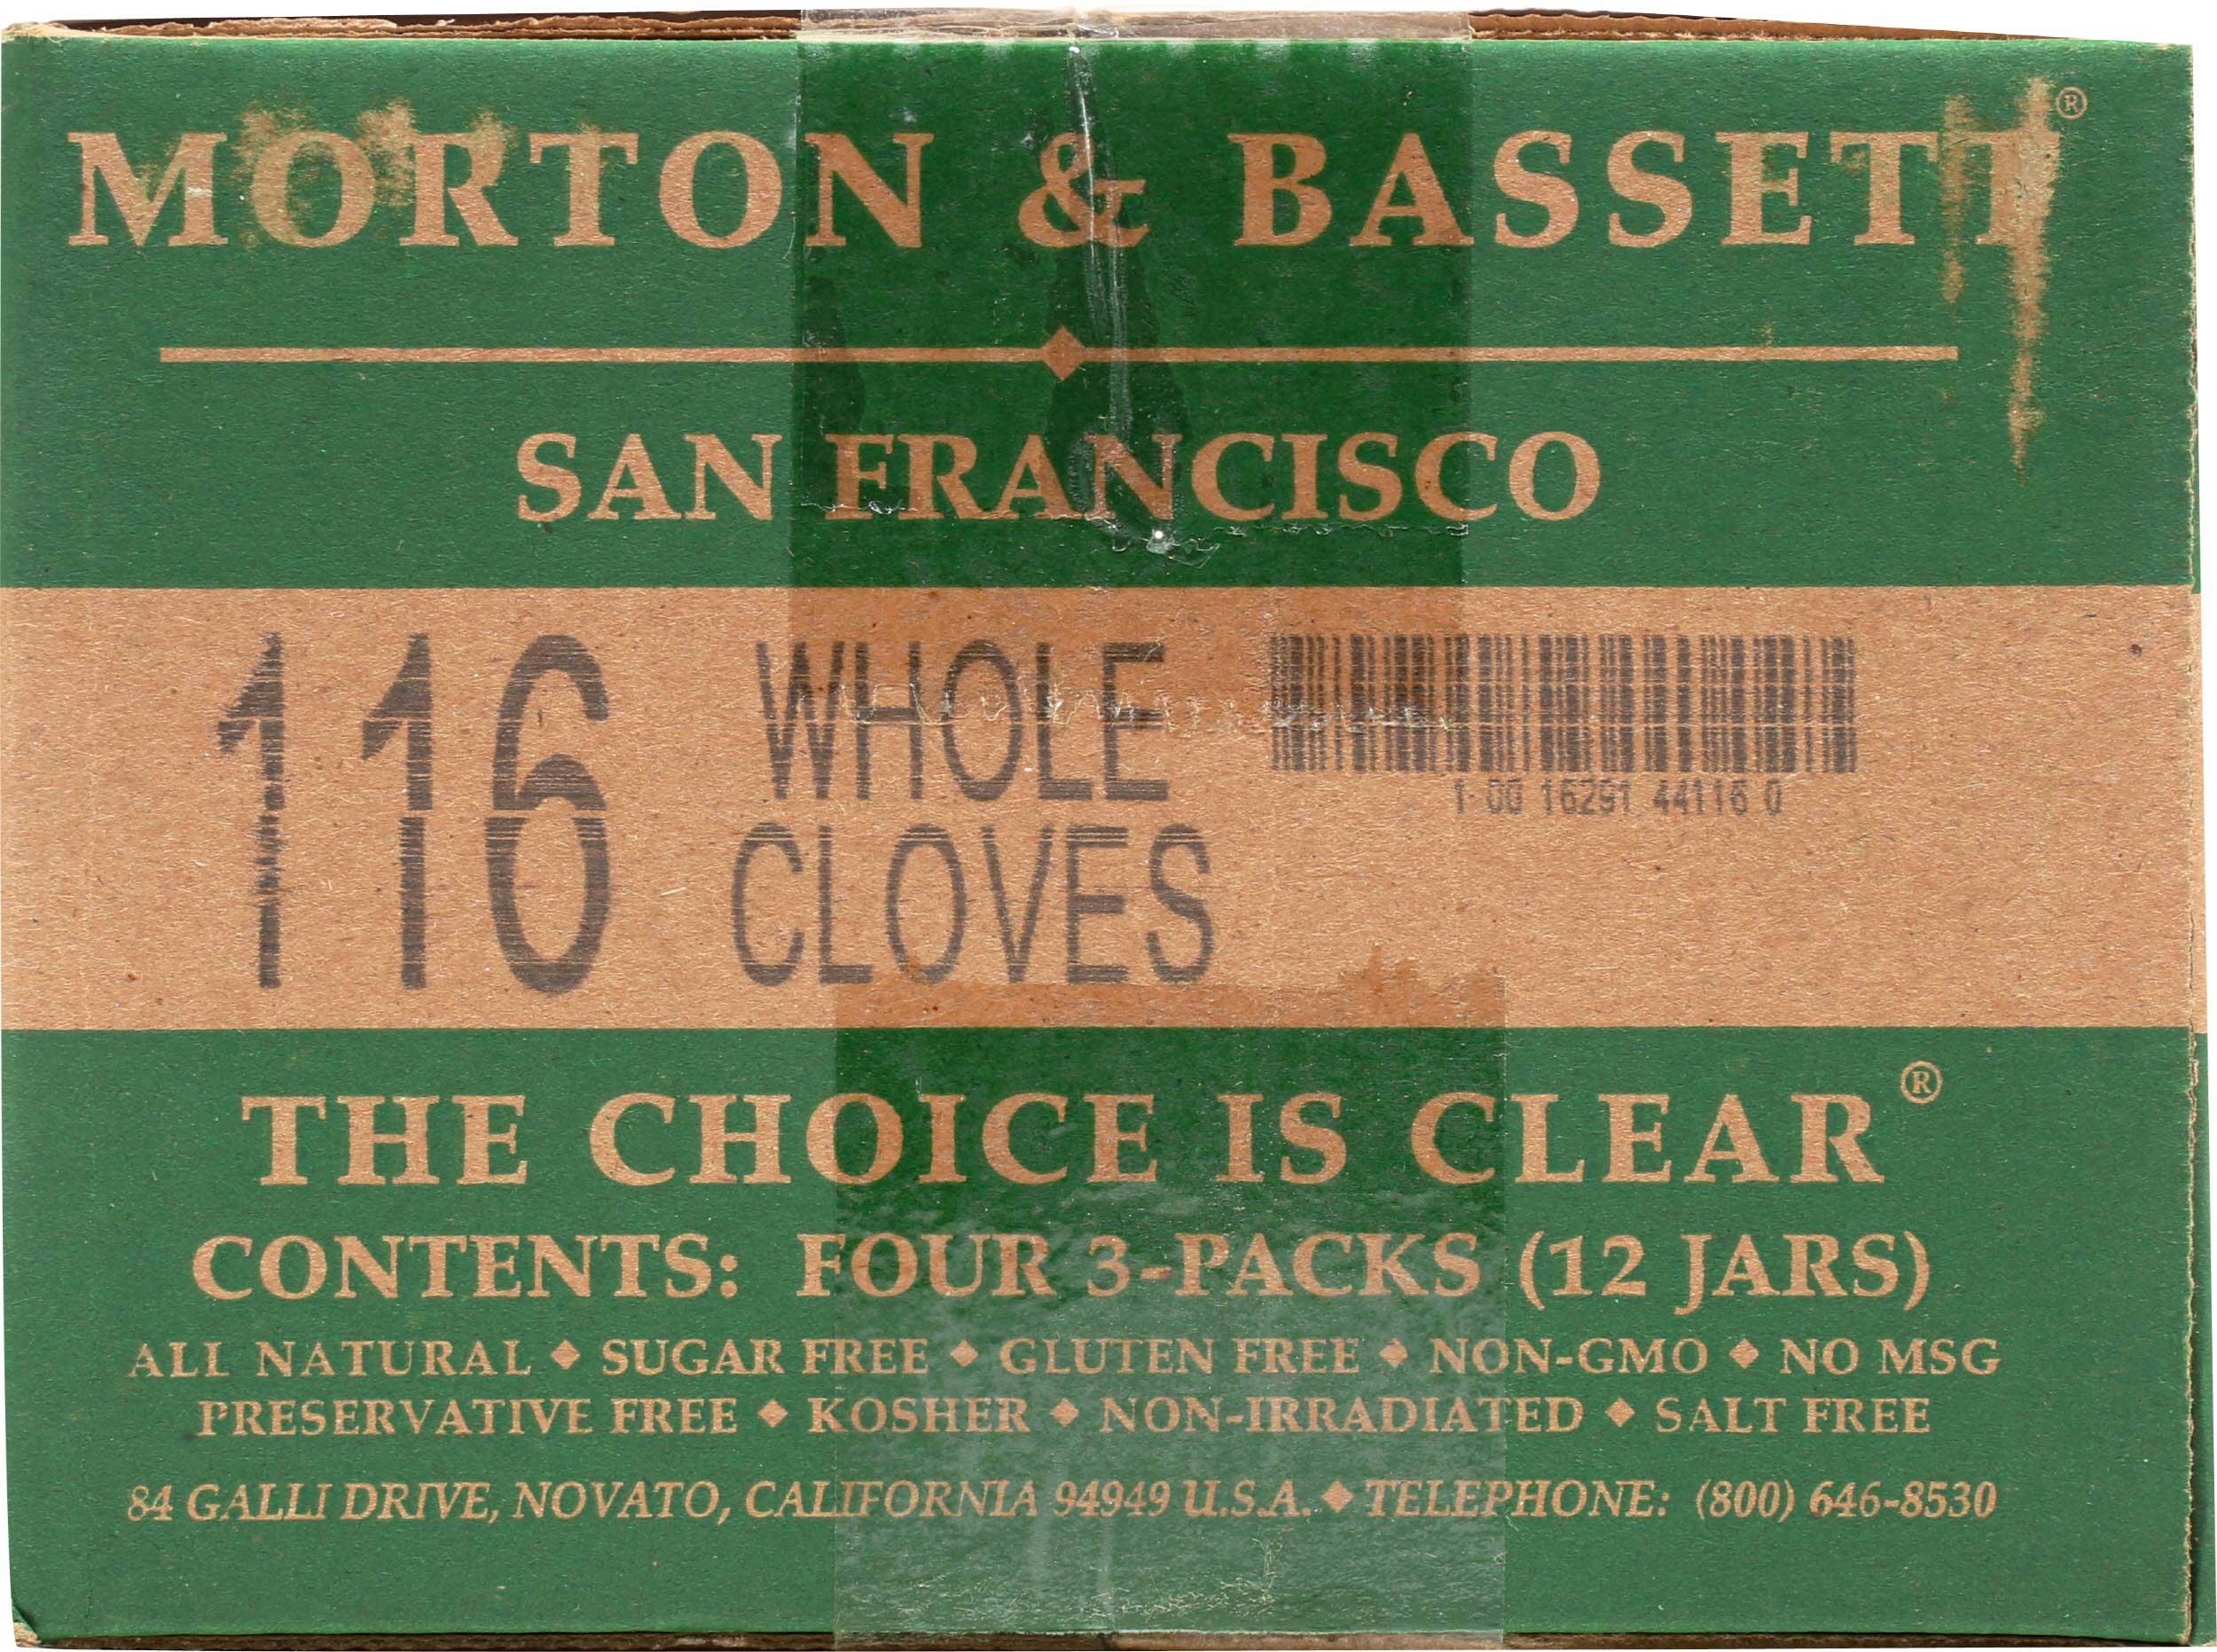 MORTON & BASSETT®
SAN FRANCISCO
116 WHOLE CLOVES
1 00 16291 44116 0
THE CHOICE IS CLEAR®
CONTENTS: FOUR 3-PACKS (12 JARS)
ALL NATURAL ◆ SUGAR FREE ◆ GLUTEN FREE ◆ NON-GMO ◆ NO MSG
PRESERVATIVE FREE ◆ KOSHER ◆ NON-IRRADIATED ◆ SALT FREE
84 GALLI DRIVE, NOVATO, CALIFORNIA 94949 U.S.A. ◆ TELEPHONE: (800) 646-8530